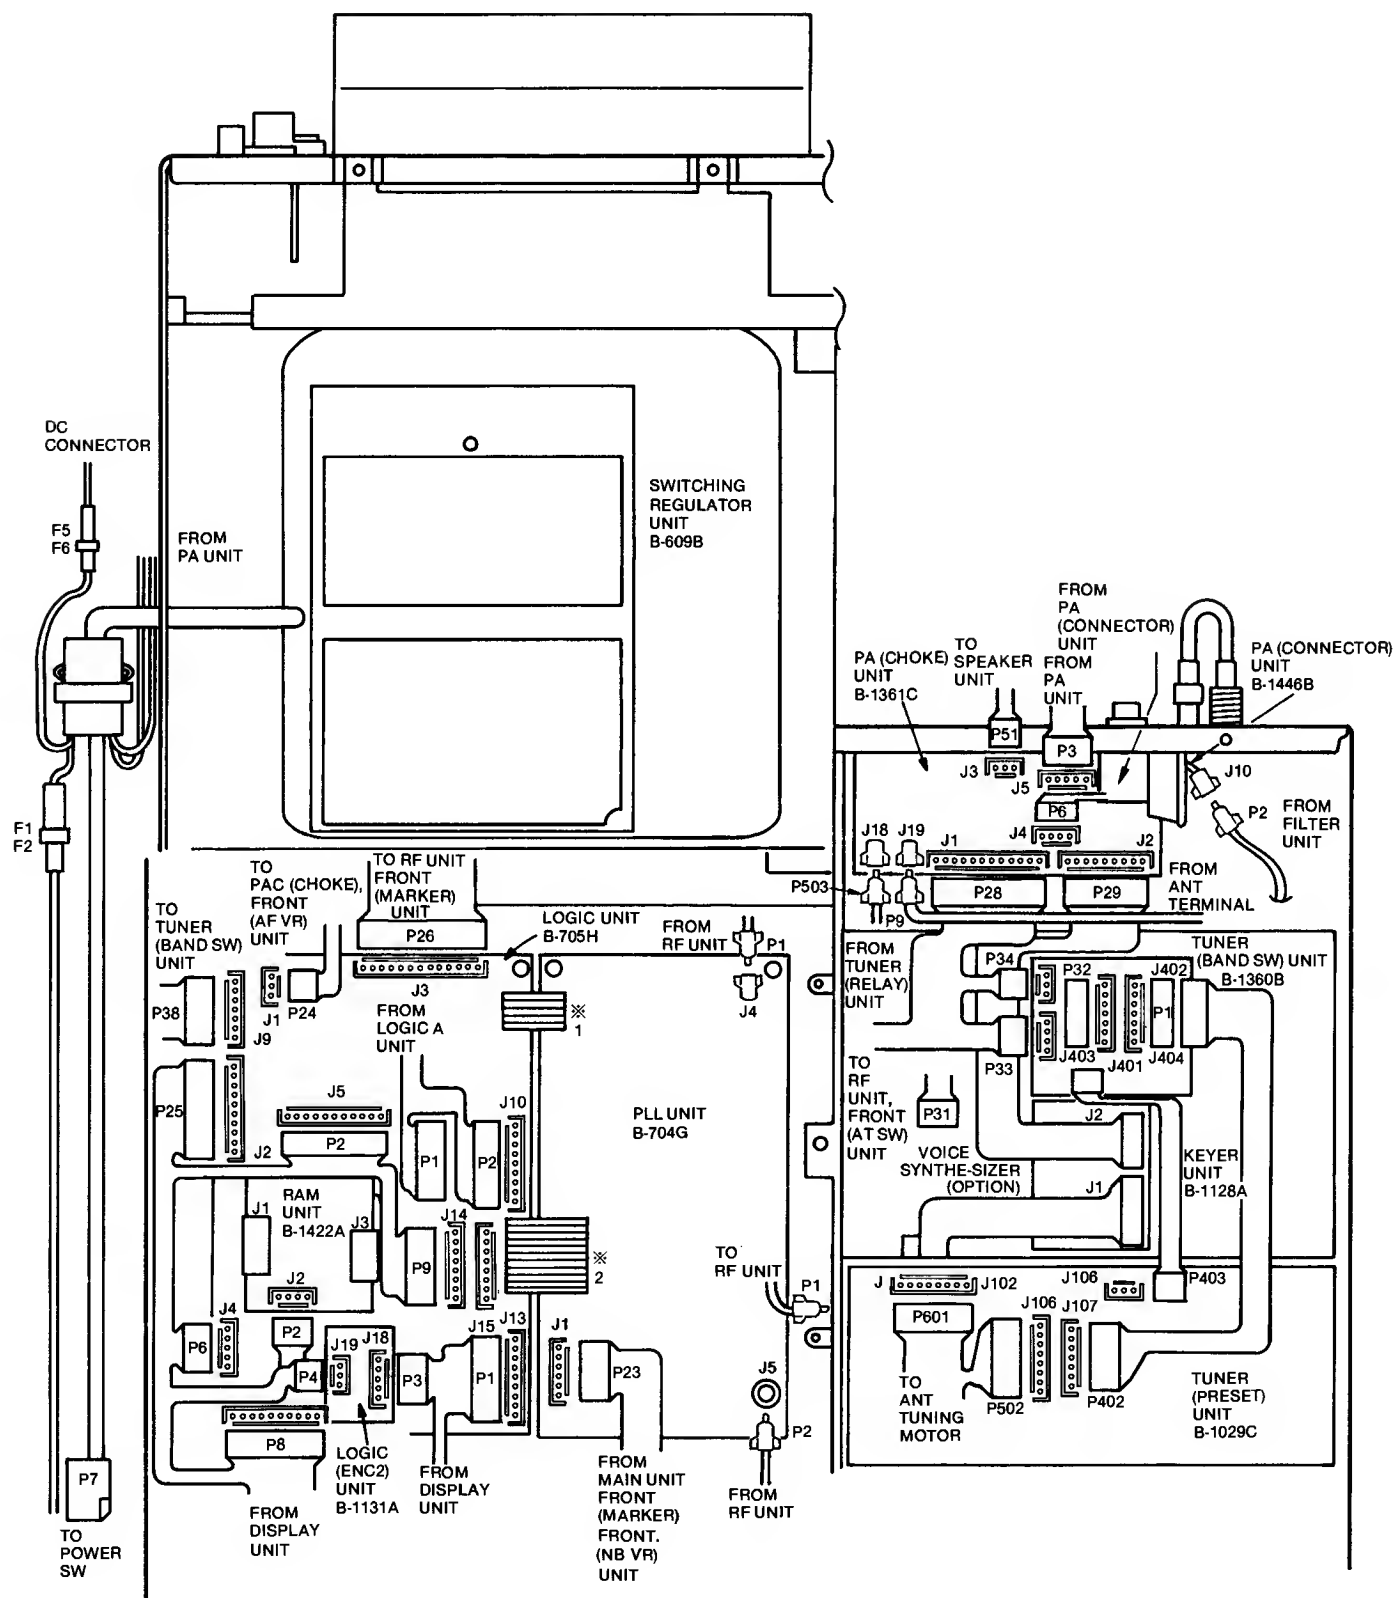 DC
CONNECTOR
F5
F6
FROM
PA UNIT
SWITCHING
REGULATOR
UNIT
B-609B
F1
F2
P7
TO
POWER
SW
FROM
PA
(CONNECTOR)
UNIT
TO
SPEAKER
UNIT
FROM
PA
UNIT
PA (CHOKE)
UNIT
B-1361C
PA (CONNECTOR)
UNIT
B-1446B
P51
P3
J3
J5
J10
P6
P2
FROM
FILTER
UNIT
J18
J19
J1
J4
J2
P503
P28
P29
FROM
ANT
TERMINAL
P9
TO
PAC (CHOKE),
FRONT
(AF VR)
UNIT
TO RF UNIT
FRONT
(MARKER)
UNIT
LOGIC UNIT
B-705H
TO
TUNER
(BAND SW)
UNIT
P26
FROM
RF UNIT
P1
J3
J4
P38
J1
P24
J9
FROM
LOGIC A
UNIT
※
1
FROM
TUNER
(RELAY)
UNIT
P34
P32
J402
TUNER
(BAND SW) UNIT
B-1360B
P1
P33
J403
J401
J404
P25
J5
J2
P2
P1
P2
J10
PLL UNIT
B-704G
TO
RF
UNIT,
FRONT
(AT SW)
UNIT
P31
J2
VOICE
SYNTHE-SIZER
(OPTION)
J1
KEYER
UNIT
B-1128A
RAM
UNIT
B-1422A
J1
J3
J14
P9
※
2
J2
J4
TO
RF UNIT
P1
J
J102
J106
P403
P6
P2
J19
J18
J15
J13
J1
P601
J106
J107
P4
P3
P1
P23
J5
P502
P402
TO
ANT
TUNING
MOTOR
TUNER
(PRESET)
UNIT
B-1029C
P8
P2
LOGIC
(ENC2)
UNIT
B-1131A
FROM
DISPLAY
UNIT
FROM
DISPLAY
UNIT
FROM
MAIN UNIT
FRONT
(MARKER)
FRONT.
(NB VR)
UNIT
FROM
RF UNIT